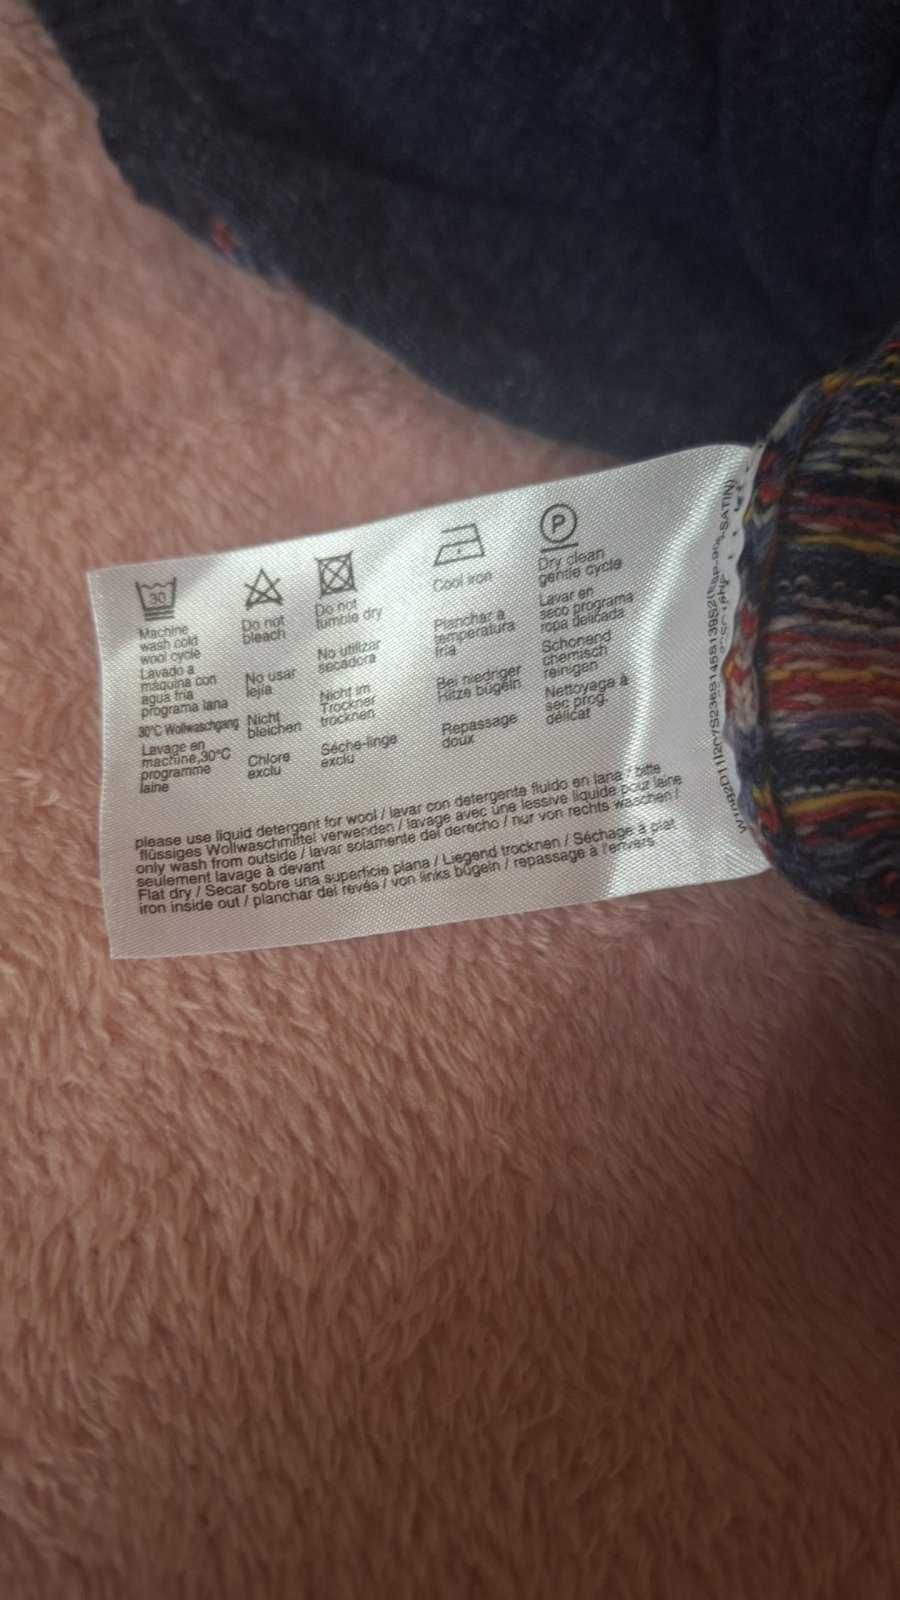 30
Machine
wash cold
wool cycle
Lavado a
máquina con
agua fria
programa lana
30°C Wollwaschgang
Lavage en
machine,30°C
programme
laine
Do not
bleach
No usar
lejia
Nicht
bleichen
Chlore
exclu
Do not
tumble dry
No utilizar
secadora
Nicht im
Trockner
trocknen
Séche-linge
exclu
Cool iron
Planchar a
temperatura
fria
Bei niedriger
Hitze bügeln
Repassage
doux
P
Dry clean
gentle cycle
Lavar en
seco programa
ropa delicada
Schonend
chemisch
reinigen
Nettoyage à
sec prog.
délicat
please use liquid detergent for wool / lavar con detergente fluido en lana / bitte
flüssiges Wollwaschmittel verwenden / lavage avec une lessive liquide pour laine
only wash from outside / lavar solamente del derecho / nur von rechts waschen /
seulement lavage à devant
Flat dry / Secar sobre una superficie plana / Liegend trocknen / Séchage à plat
iron inside out / planchar del revés / von links bügeln / repassage à l'envers
SATIN)